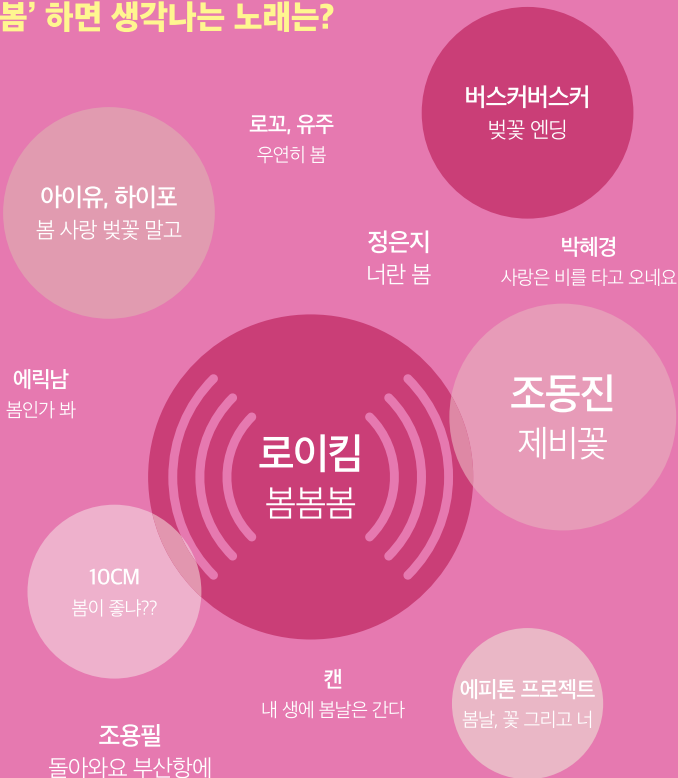 봄’ 하면 생각나는 노래는?
버스커버스커
벚꽃 엔딩
로꼬, 유주
우연히 봄
아이유, 하이포
봄 사랑 벚꽃 말고
정은지
너란 봄
박혜경
사랑은 비를 타고 오네요
에릭남
봄인가 봐
조동진
제비꽃
로이킴
봄봄봄
10CM
봄이 좋냐??
캔
내 생에 봄날은 간다
에피톤 프로젝트
봄날, 꽃 그리고 너
조용필
돌아와요 부산항에